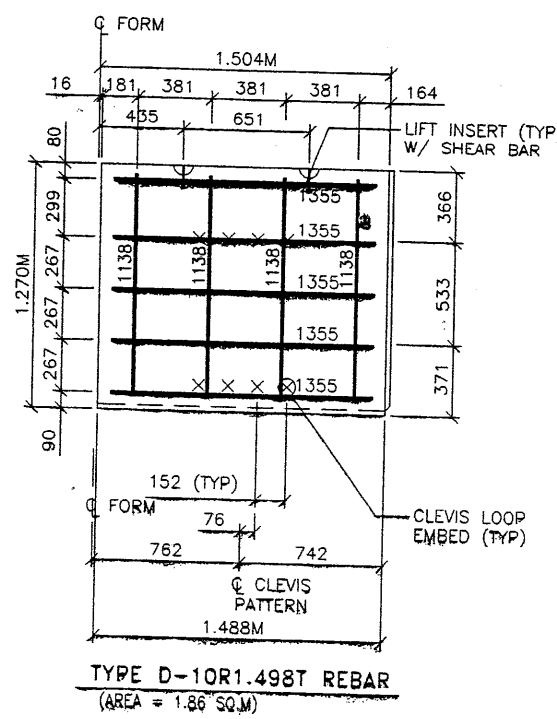 ℄ FORM
1.504M
16 181 381 381 381 164
435 651
LIFT INSERT (TYP
W/ SHEAR BAR
80
299
267
267
267
90
1.270M
366
533
371
1355
1355
1355
1355
1355
1138
1138
1138
1138
152 (TYP)
℄ FORM
76
CLEVIS LOOP
EMBED (TYP)
762 742
℄ CLEVIS
PATTERN
1.488M
TYPE D-10R1.498T REBAR
(AREA = 1.86 SQ.M)